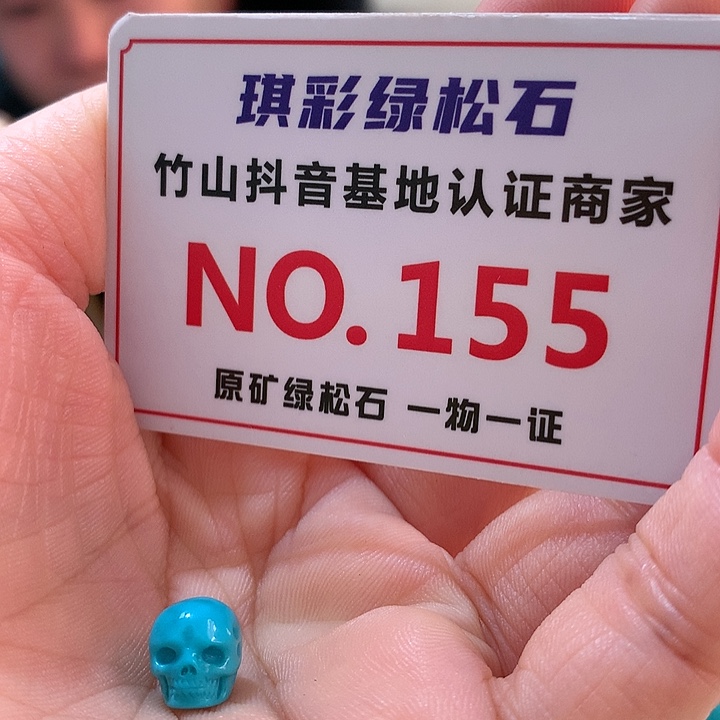 琪彩绿松石
竹山抖音基地认证商家
NO.155
原矿绿松石 一物一证